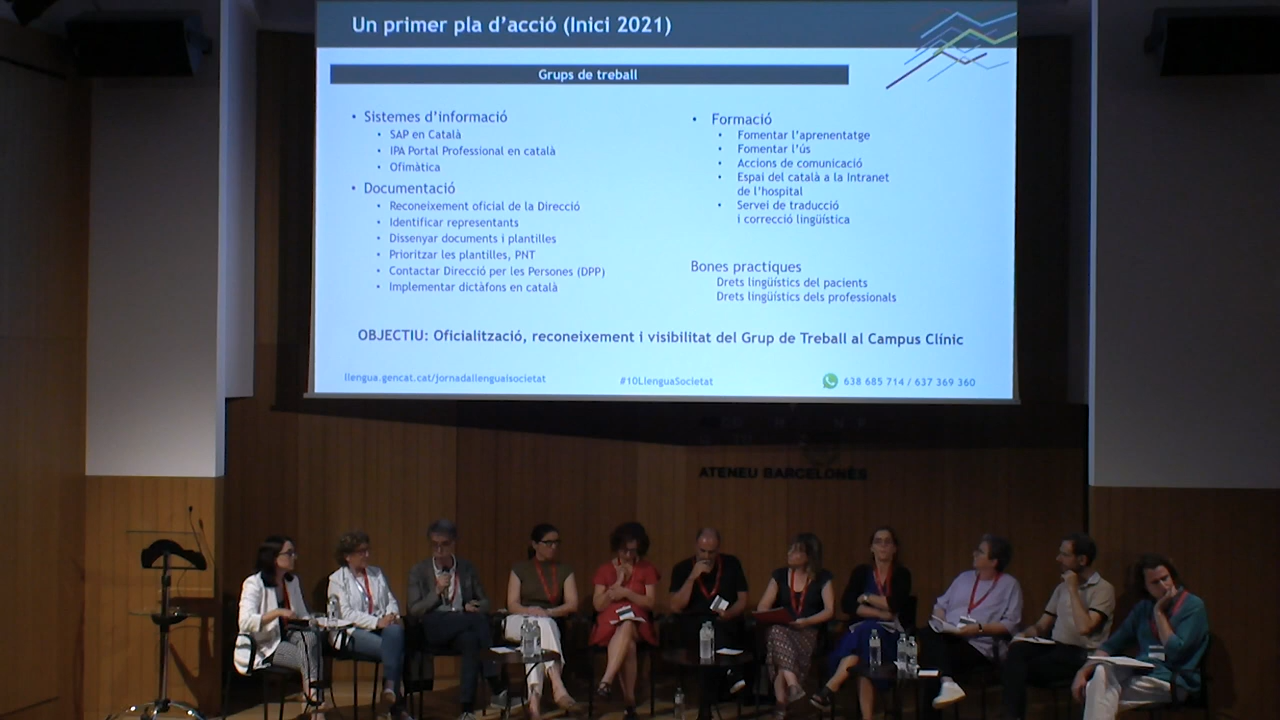 Un primer pla d'acció (Inici 2021)
Grups de treball
• Sistemes d'informació
• SAP en Català
• IPA Portal Professional en català
• Ofimàtica
• Documentació
• Reconeixement oficial de la Direcció
• Identificar representants
• Dissenyar documents i plantilles
• Prioritzar les plantilles, PNT
• Contactar Direcció per les Persones (DPP)
• Implementar dictàfons en català
• Formació
• Fomentar l'aprenentatge
• Fomentar l'ús
• Accions de comunicació
• Espai del català a la Intranet
de l'hospital
• Servei de traducció
i correcció lingüística
Bones practiques
Drets lingüístics del pacients
Drets lingüístics dels professionals
OBJECTIU: Oficialització, reconeixement i visibilitat del Grup de Treball al Campus Clínic
llengua.gencat.cat/jornadallenguaisocietat
#10LlenguaSocietat
638 685 714 / 637 369 360
ATENEU BARCELONÈS